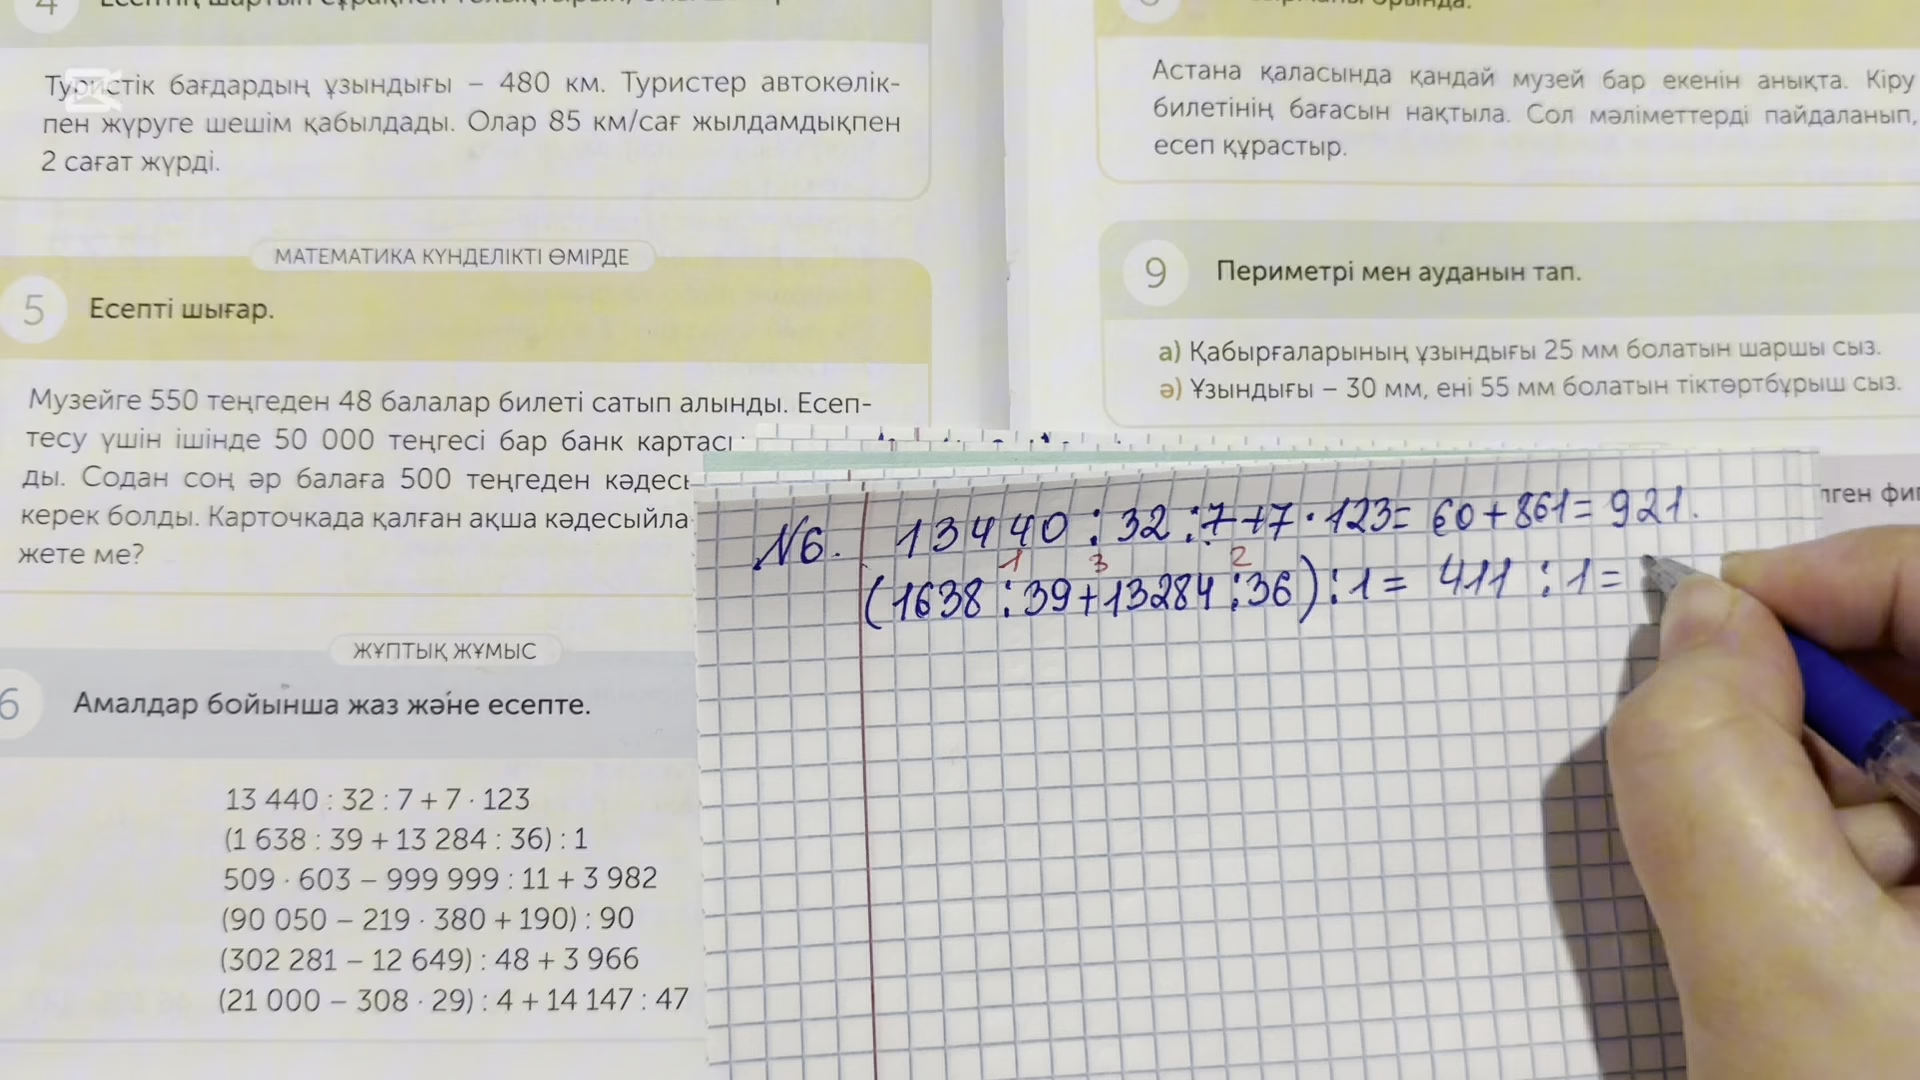 4
Туристік бағдардың ұзындығы – 480 км. Туристер автокөлік-
пен жүруге шешім қабылдады. Олар 85 км/сағ жылдамдықпен
2 сағат жүрді.
МАТЕМАТИКА КҮНДЕЛІКТІ ӨМІРДЕ
5 Есепті шығар.
Музейге 550 теңгеден 48 балалар билеті сатып алынды. Есеп-
тесу үшін ішінде 50 000 теңгесі бар банк
ды. Содан соң әр балаға 500 теңгеден
керек болды. Карточкада қалған ақша
жете ме?
ЖҰПТЫҚ ЖҰМЫС
6 Амалдар бойынша жаз және есепте.
13 440 : 32 : 7 + 7 · 123
(1 638 : 39 + 13 284 : 36) : 1
509 · 603 – 999 999 : 11 + 3 982
(90 050 – 219 · 380 + 190) : 90
(302 281 – 12 649) : 48 + 3 966
(21 000 – 308 · 29) : 4 + 14 147 : 47
Астана қаласында қандай музей бар екенін анықта. Кіру
билетінің бағасын нақтыла. Сол мәліметтерді пайдаланып,
есеп құрастыр.
9 Периметрі мен ауданын тап.
а) Қабырғаларының ұзындығы 25 мм болатын шаршы сыз.
ә) Ұзындығы – 30 мм, ені 55 мм болатын тіктөртбұрыш сыз.
№6. 13440 : 32 : 7 + 7 · 123 = 60 + 861 = 921.
1 3 2
(1638 : 39 + 13284 : 36) : 1 = 411 : 1 =